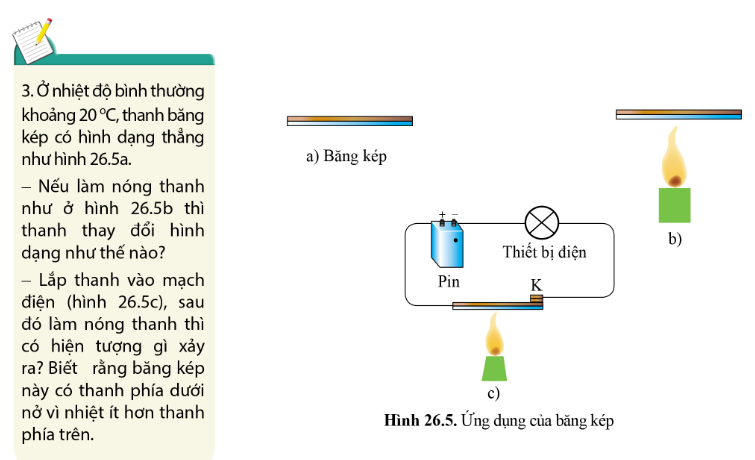 3. Ở nhiệt độ bình thường
khoảng 20 °C, thanh băng
kép có hình dạng thẳng
như hình 26.5a.
– Nếu làm nóng thanh
như ở hình 26.5b thì
thanh thay đổi hình
dạng như thế nào?
– Lắp thanh vào mạch
điện (hình 26.5c), sau
đó làm nóng thanh thì
có hiện tượng gì xảy
ra? Biết rằng băng kép
này có thanh phía dưới
nở vì nhiệt ít hơn thanh
phía trên.
a) Băng kép
b)
+ –
Thiết bị điện
Pin
K
c)
Hình 26.5. Ứng dụng của băng kép